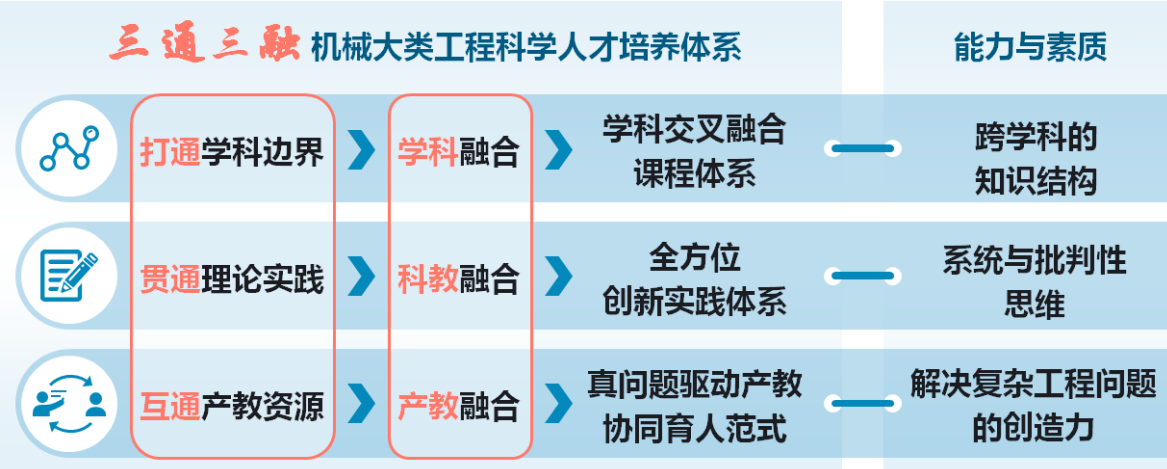 三通三融 机械大类工程科学人才培养体系
能力与素质
打通学科边界
学科融合
学科交叉融合
课程体系
跨学科的
知识结构
贯通理论实践
科教融合
全方位
创新实践体系
系统与批判性
思维
互通产教资源
产教融合
真问题驱动产教
协同育人范式
解决复杂工程问题
的创造力